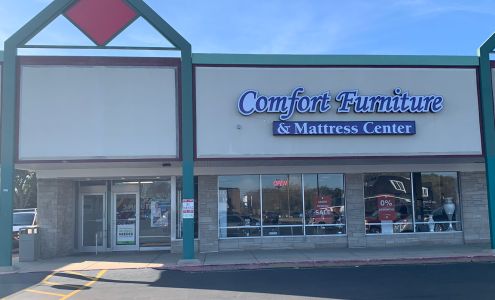 Comfort Furniture
& Mattress Center
OPEN
SALE
0%